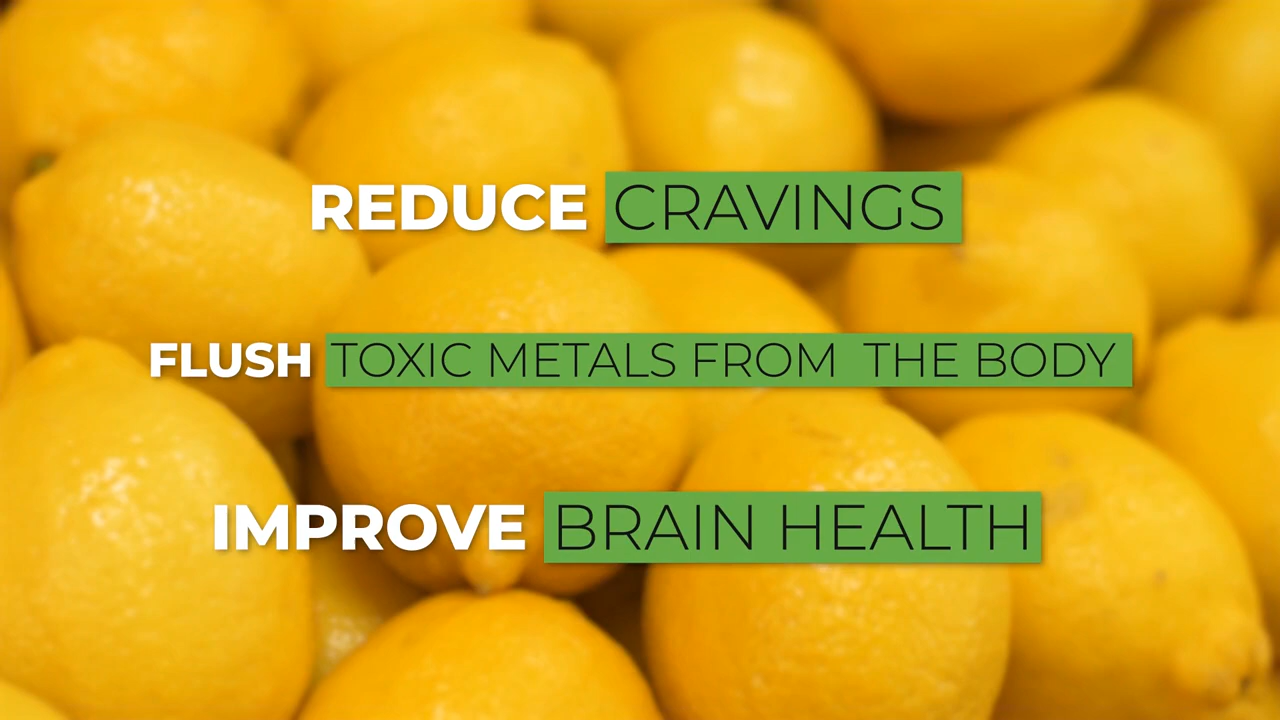 REDUCE CRAVINGS
FLUSH TOXIC METALS FROM THE BODY
IMPROVE BRAIN HEALTH